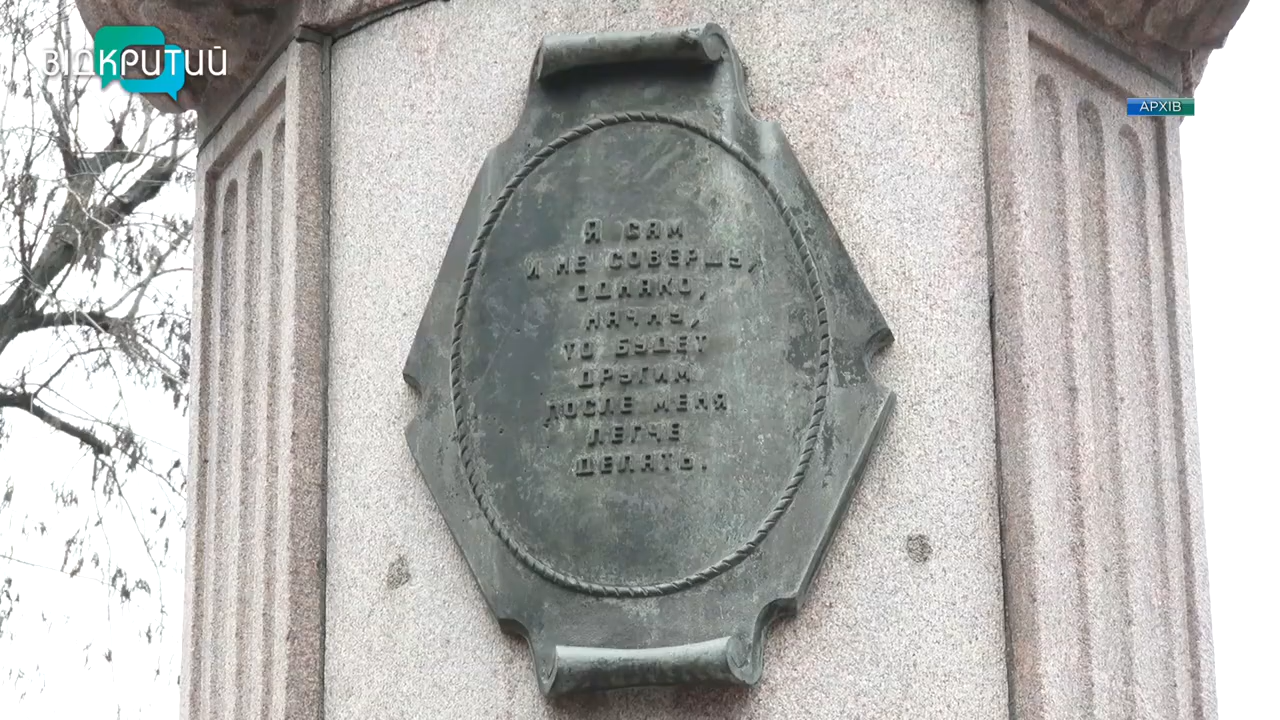 ВІДКРИТИЙ
АРХІВ
Я САМ
И НЕ СОВЕРШУ,
ОДНАКО,
НАЧНУ,
ТО БУДЕТ
ДРУГИМ
ПОСЛЕ МЕНЯ
ЛЕГЧЕ
ДЕЛАТЬ.